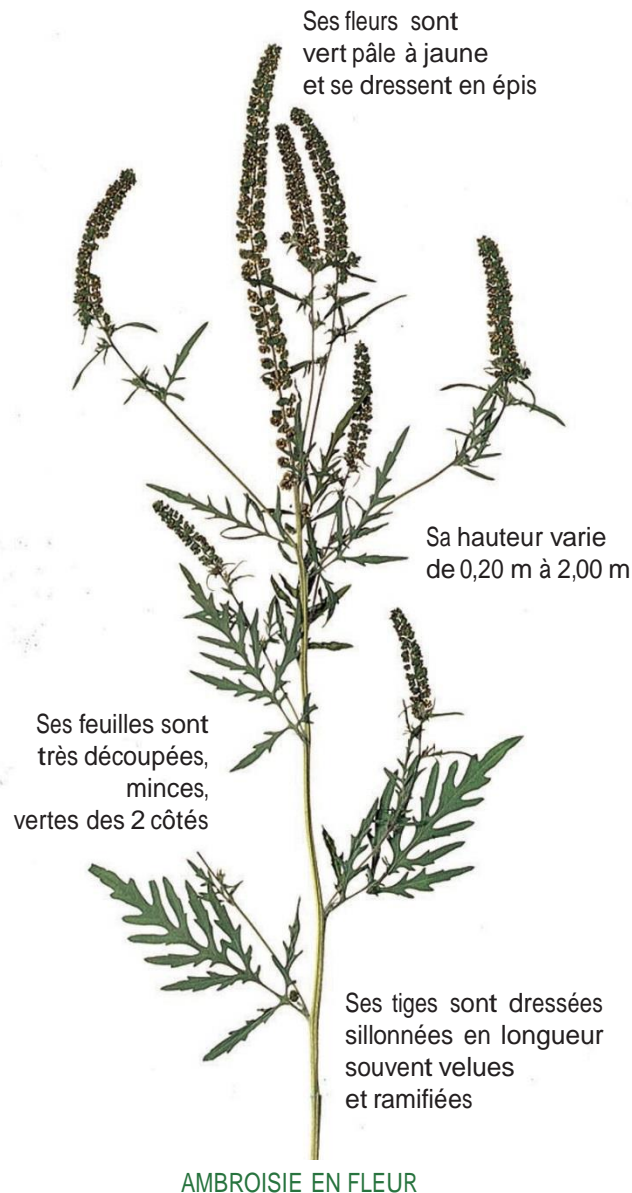 Ses fleurs sont
vert pâle à jaune
et se dressent en épis
Sa hauteur varie
de 0,20 m à 2,00 m
Ses feuilles sont
très découpées,
minces,
vertes des 2 côtés
Ses tiges sont dressées
sillonnées en longueur
souvent velues
et ramifiées
AMBROISIE EN FLEUR